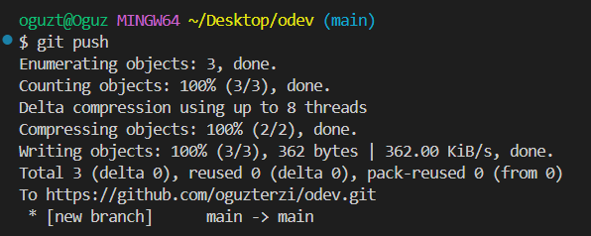 oguzt@Oguz MINGW64 ~/Desktop/odev (main)
$ git push
Enumerating objects: 3, done.
Counting objects: 100% (3/3), done.
Delta compression using up to 8 threads
Compressing objects: 100% (2/2), done.
Writing objects: 100% (3/3), 362 bytes | 362.00 KiB/s, done.
Total 3 (delta 0), reused 0 (delta 0), pack-reused 0 (from 0)
To https://github.com/oguzterzi/odev.git
 * [new branch]      main -> main